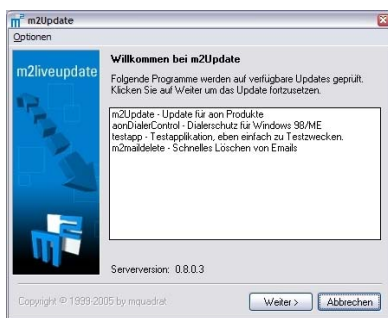 m2Update
Optionen
m2liveupdate
Willkommen bei m2Update
Folgende Programme werden auf verfügbare Updates geprüft.
Klicken Sie auf Weiter um das Update fortzusetzen.
m2Update - Update für aon Produkte
aonDialerControl - Dialerschutz für Windows 98/ME
testapp - Testapplikation, eben einfach zu Testzwecken.
m2maildelete - Schnelles Löschen von Emails
m2
Serverversion: 0.8.0.3
Copyright © 1999-2005 by mquadrat
Weiter >
Abbrechen